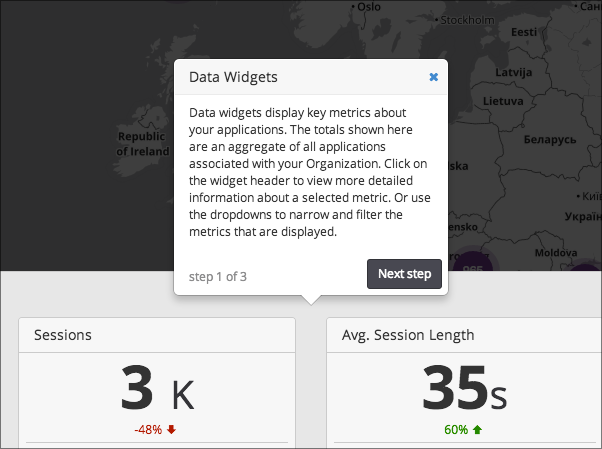 Oslo
Stockholm
Eesti
Latvija
Lietuva
Беларусь
Republic
of Ireland
Data Widgets
Data widgets display key metrics about
your applications. The totals shown here
are an aggregate of all applications
associated with your Organization. Click on
the widget header to view more detailed
information about a selected metric. Or use
the dropdowns to narrow and filter the
metrics that are displayed.
step 1 of 3
Next step
lska
Київ
Україн
ensko
Moldova
Sessions
3 K
-48%
Avg. Session Length
35s
60%